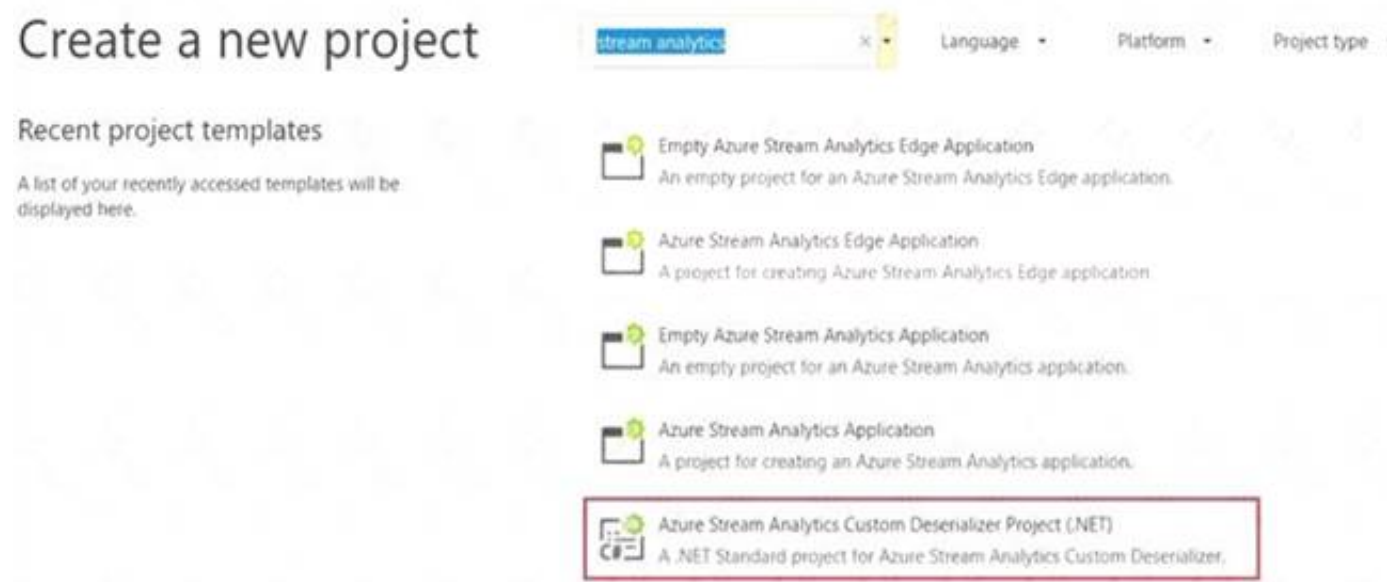 Create a new project
stream analytics
Language
Platform
Project type
Recent project templates
A list of your recently accessed templates will be
displayed here.
Empty Azure Stream Analytics Edge Application
An empty project for an Azure Stream Analytics Edge application.
Azure Stream Analytics Edge Application
A project for creating Azure Stream Analytics Edge application
Empty Azure Stream Analytics Application
An empty project for an Azure Stream Analytics application.
Azure Stream Analytics Application
A project for creating an Azure Stream Analytics application.
C#
Azure Stream Analytics Custom Deserializer Project (.NET)
A .NET Standard project for Azure Stream Analytics Custom Deserializer.